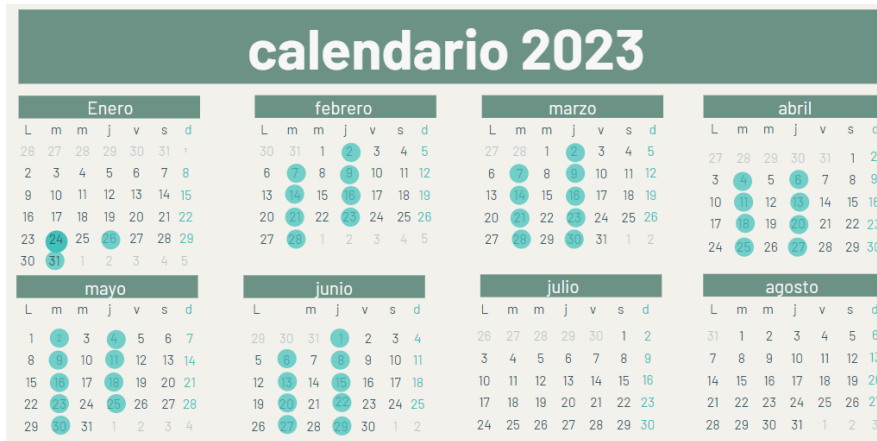 calendario 2023
Enero
L m m j v s d
28 27 28 29 30 31 1
2 3 4 5 6 7 8
9 10 11 12 13 14 15
16 17 18 19 20 21 22
23 24 25 26 27 28 29
30 31 1 2 3 4 5
febrero
L m m j v s d
30 31 1 2 3 4 5
6 7 8 9 10 11 12
13 14 15 16 17 18 19
20 21 22 23 24 25 26
27 28 1 2 3 4 5
marzo
L m m j v s d
27 28 1 2 3 4 5
6 7 8 9 10 11 12
13 14 15 16 17 18 19
20 21 22 23 24 25 26
27 28 29 30 31 1 2
abril
L m m j v s d
27 28 29 30 31 1 2
3 4 5 6 7 8 9
10 11 12 13 14 15 16
17 18 19 20 21 22 23
24 25 26 27 28 29 30
mayo
L m m j v s d
1 2 3 4 5 6 7
8 9 10 11 12 13 14
15 16 17 18 19 20 21
22 23 24 25 26 27 28
29 30 31 1 2 3 4
junio
L m m j v s d
29 30 31 1 2 3 4
5 6 7 8 9 10 11
12 13 14 15 16 17 18
19 20 21 22 23 24 25
26 27 28 29 30 1 2
julio
L m m j v s d
26 27 28 29 30 1 2
3 4 5 6 7 8 9
10 11 12 13 14 15 16
17 18 19 20 21 22 23
24 25 26 27 28 29 30
agosto
L m m j v s d
31 1 2 3 4 5 6
7 8 9 10 11 12 13
14 15 16 17 18 19 20
21 22 23 24 25 26 27
28 29 30 31 1 2 3